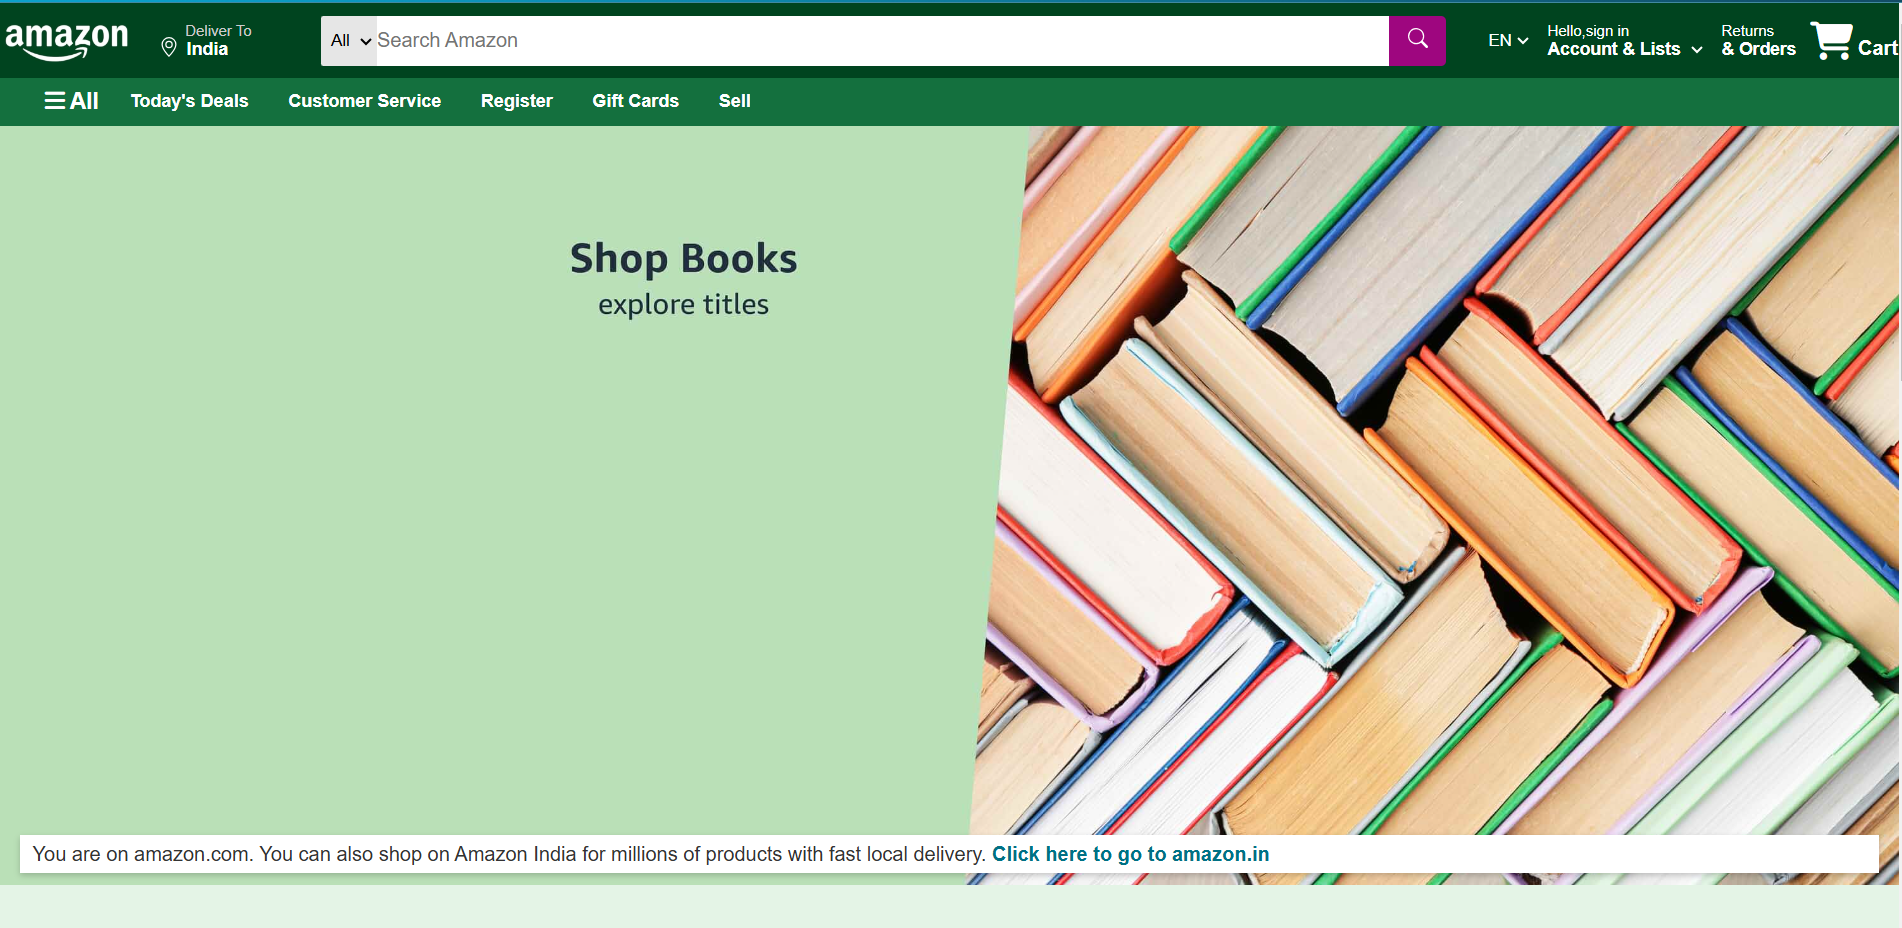 amazon
Deliver To
India
All
Search Amazon
EN
Hello,sign in
Account & Lists
Returns
& Orders
Cart
All
Today's Deals
Customer Service
Register
Gift Cards
Sell
Shop Books
explore titles
You are on amazon.com. You can also shop on Amazon India for millions of products with fast local delivery. Click here to go to amazon.in